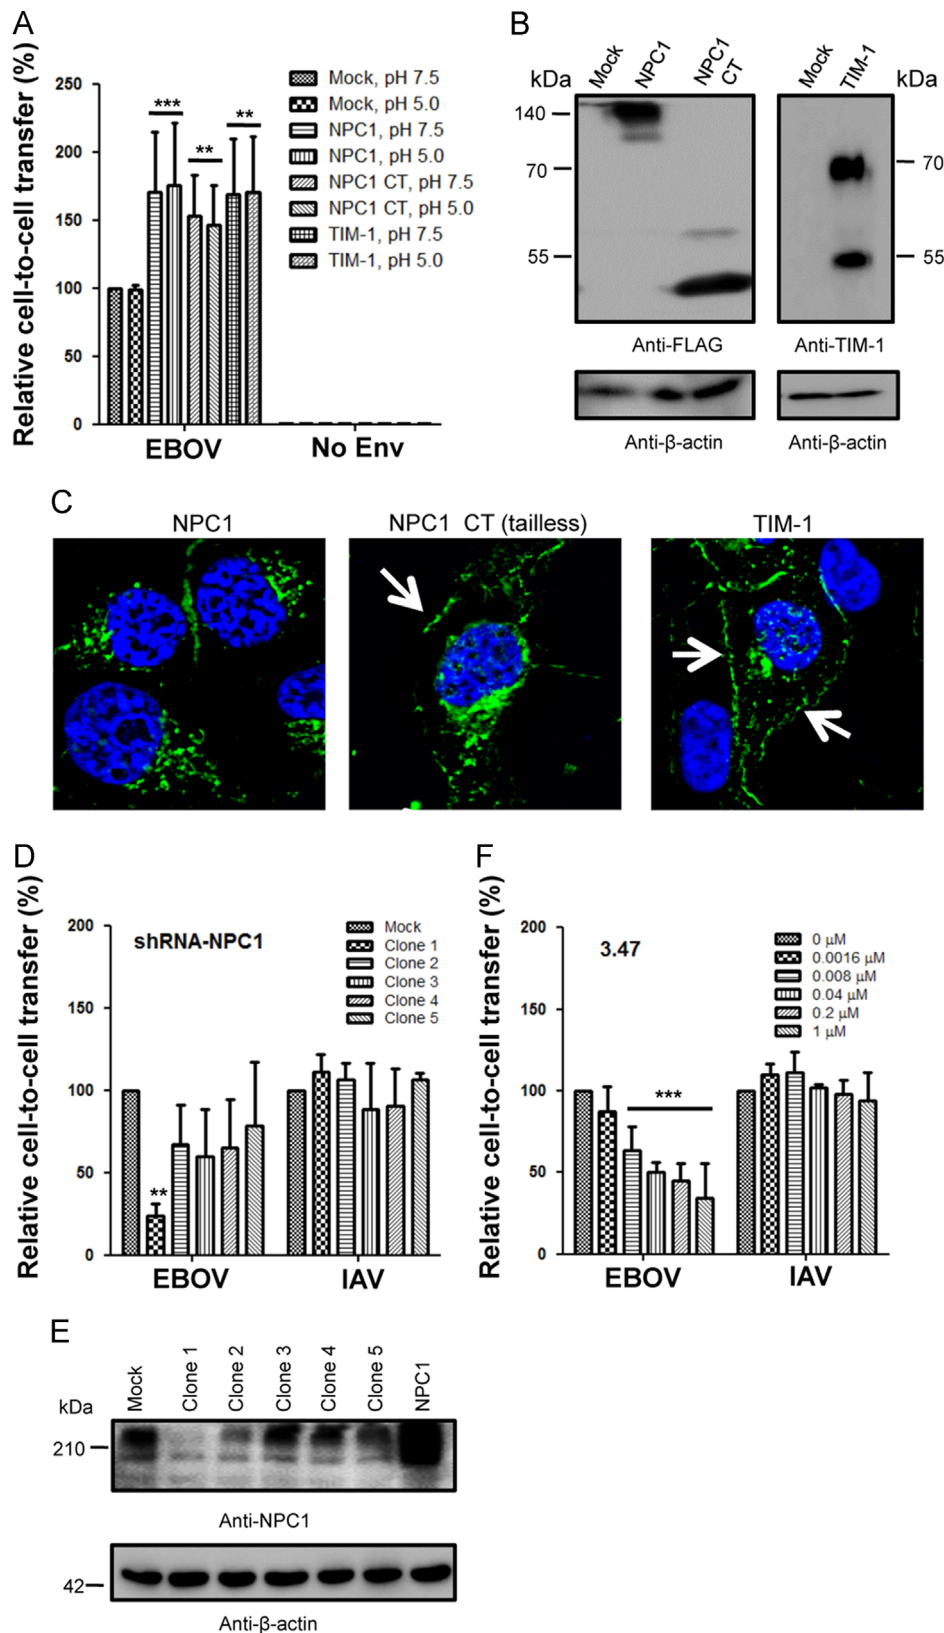 A
Relative cell-to-cell transfer (%)
250
200
150
100
50
0
***
**
**
EBOV
No Env
Mock, pH 7.5
Mock, pH 5.0
NPC1, pH 7.5
NPC1, pH 5.0
NPC1 CT, pH 7.5
NPC1 CT, pH 5.0
TIM-1, pH 7.5
TIM-1, pH 5.0
B
kDa
Mock
NPC1
NPC1
CT
Mock
TIM-1
kDa
140
70
55
70
55
Anti-FLAG
Anti-TIM-1
Anti-β-actin
Anti-β-actin
C
NPC1
NPC1 CT (tailless)
TIM-1
D
Relative cell-to-cell transfer (%)
200
150
100
50
0
shRNA-NPC1
Mock
Clone 1
Clone 2
Clone 3
Clone 4
Clone 5
**
EBOV
IAV
F
Relative cell-to-cell transfer (%)
200
150
100
50
0
3.47
0 μM
0.0016 μM
0.008 μM
0.04 μM
0.2 μM
1 μM
***
EBOV
IAV
E
kDa
Mock
Clone 1
Clone 2
Clone 3
Clone 4
Clone 5
NPC1
210
Anti-NPC1
42
Anti-β-actin